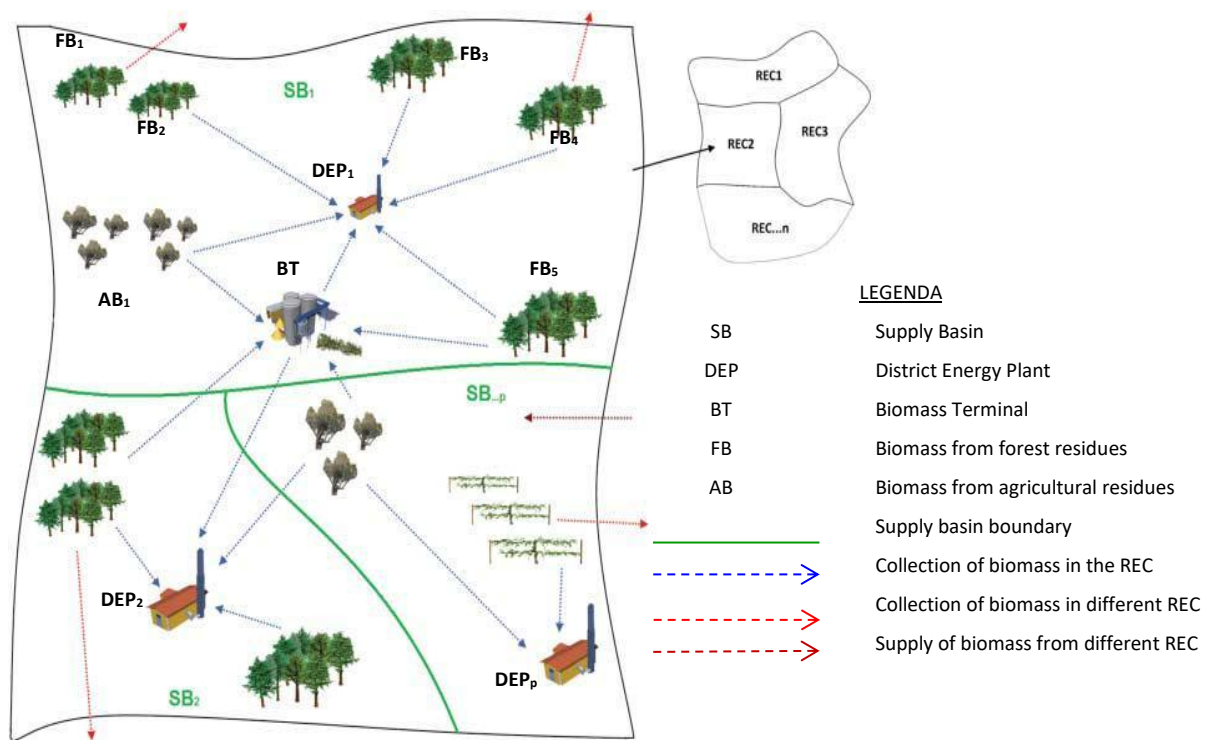 FB₁
FB₂
SB₁
FB₃
FB₄
DEP₁
AB₁
BT
FB₅
SB...p
DEP₂
SB₂
DEPₚ
REC1
REC2
REC3
REC...n
LEGENDA
SB Supply Basin
DEP District Energy Plant
BT Biomass Terminal
FB Biomass from forest residues
AB Biomass from agricultural residues
Supply basin boundary
Collection of biomass in the REC
Collection of biomass in different REC
Supply of biomass from different REC